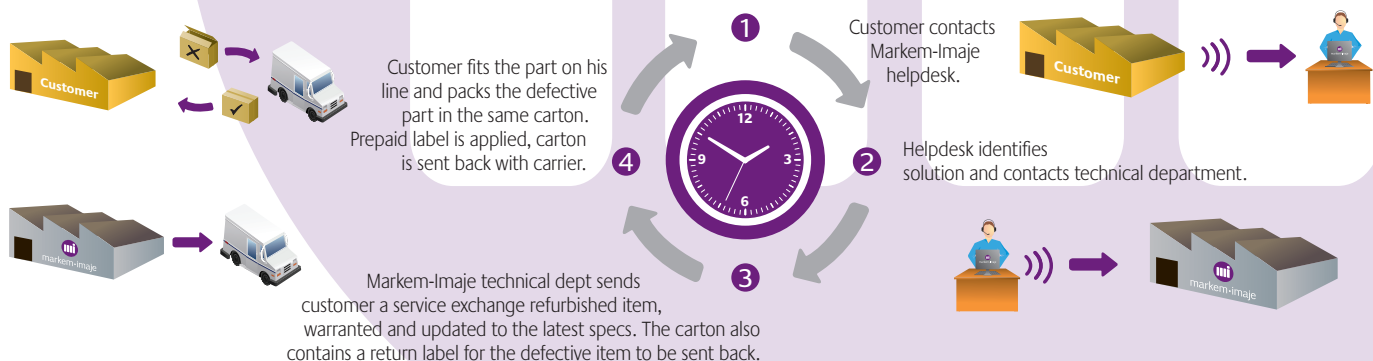 1
Customer contacts
Markem-Imaje
helpdesk.
Customer
2
Helpdesk identifies
solution and contacts technical department.
markem-imaje
3
Markem-Imaje technical dept sends
customer a service exchange refurbished item,
warranted and updated to the latest specs. The carton also
contains a return label for the defective item to be sent back.
markem-imaje
4
Customer fits the part on his
line and packs the defective
part in the same carton.
Prepaid label is applied, carton
is sent back with carrier.
Customer
12
9
3
6